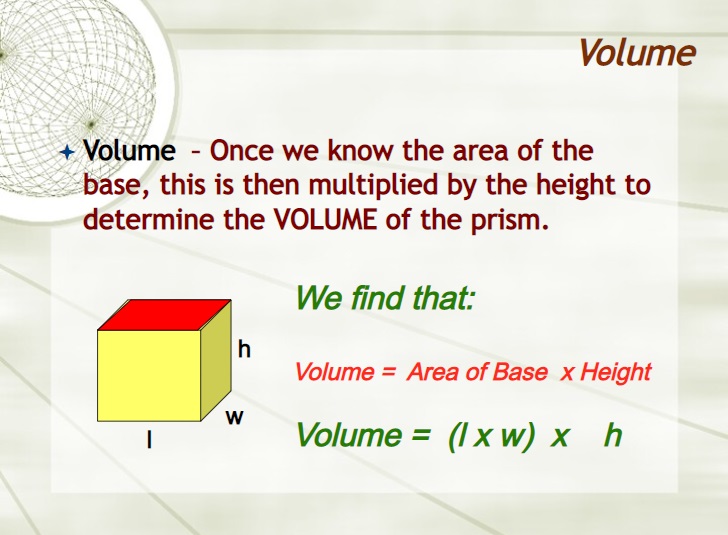 Volume
Volume – Once we know the area of the
base, this is then multiplied by the height to
determine the VOLUME of the prism.
We find that:
h
Volume = Area of Base x Height
w
l
Volume = (l x w) x h